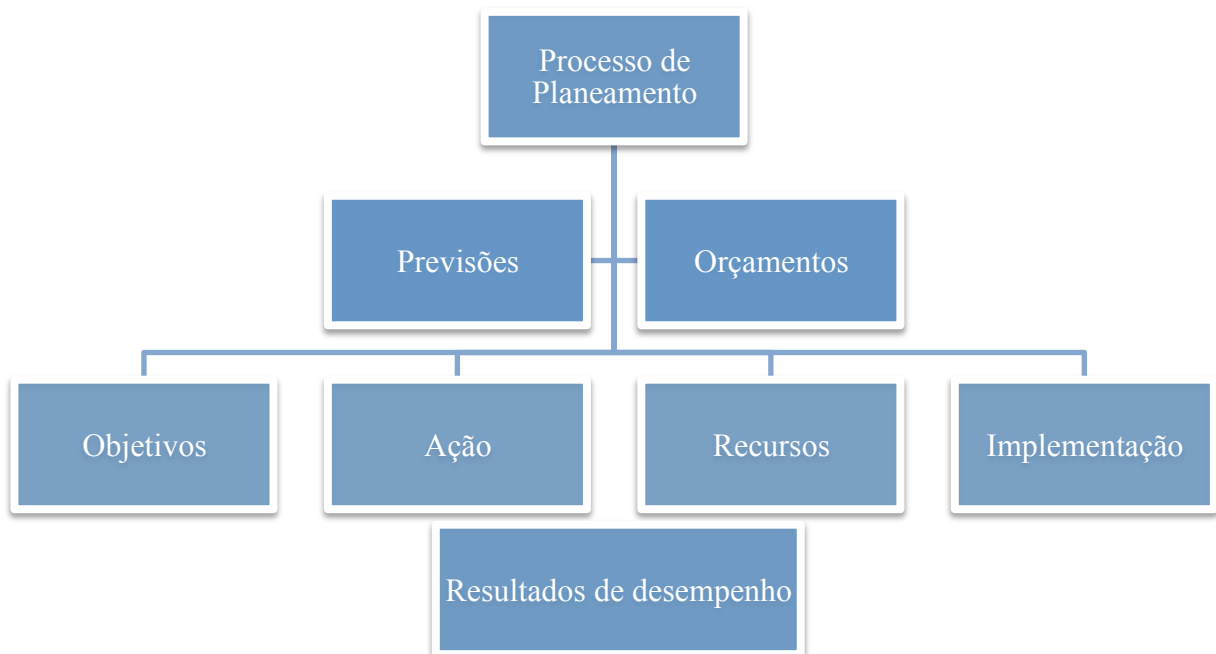 Processo de
Planeamento
Previsões
Orçamentos
Objetivos
Ação
Recursos
Implementação
Resultados de desempenho